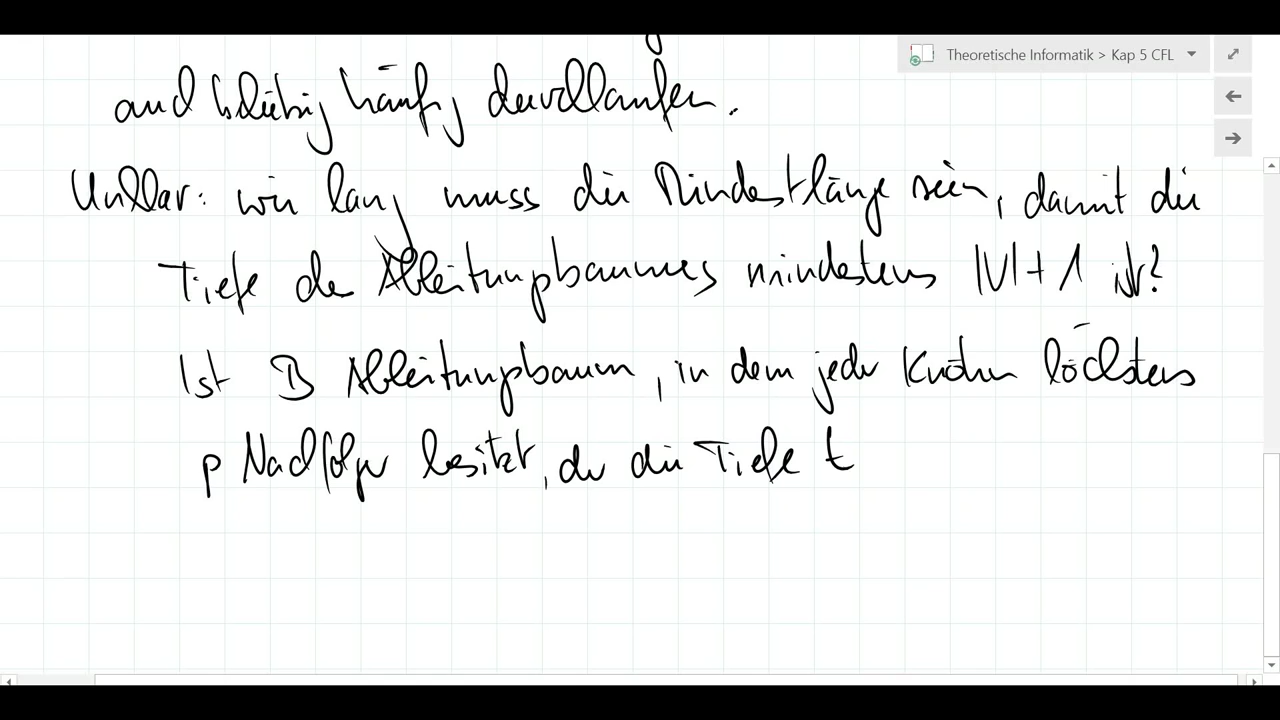 Theoretische Informatik > Kap 5 CFL
auch beliebig häufig durchlaufen.
Unklar: wie lang muss die Mindestlänge sein, damit die
Tiefe des Ableitungsbaumes mindestens |V| + 1 ist?
Ist B Ableitungsbaum, in dem jeder Knoten höchstens
p Nachfolger besitzt, der die Tiefe t